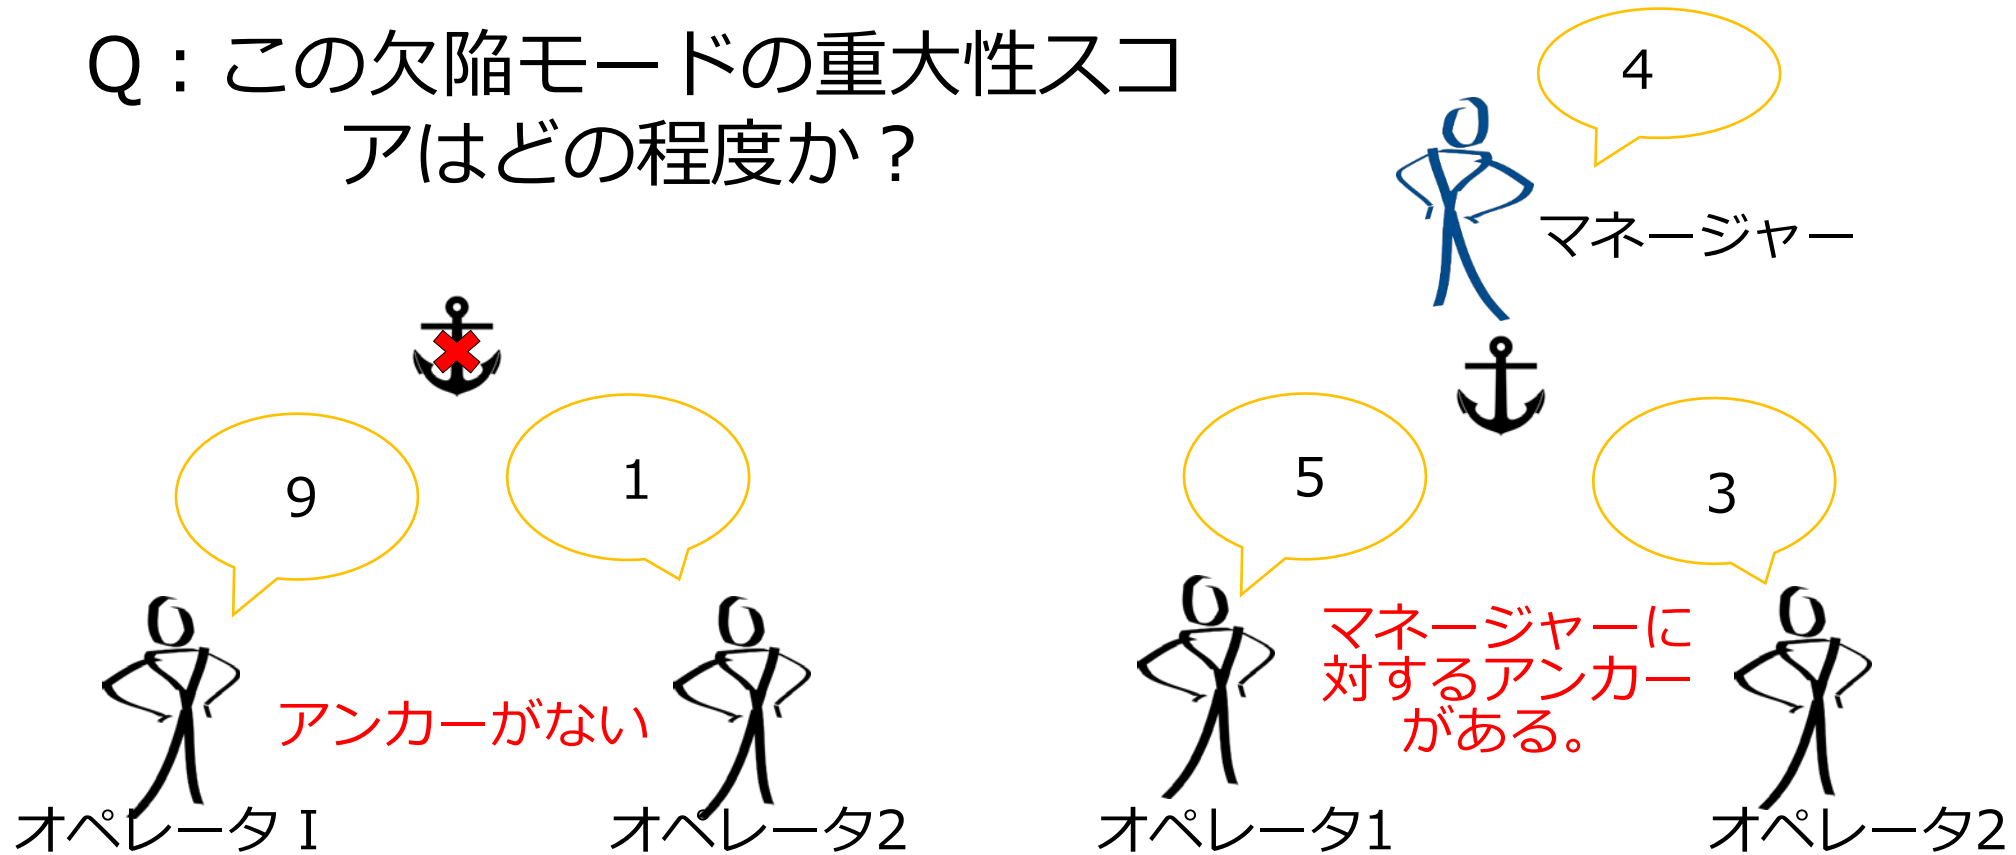 Q：この欠陥モードの重大性スコ
アはどの程度か？
4
マネージャー
9
1
5
3
アンカーがない
マネージャーに
対するアンカー
がある。
オペレータI
オペレータ2
オペレータ1
オペレータ2